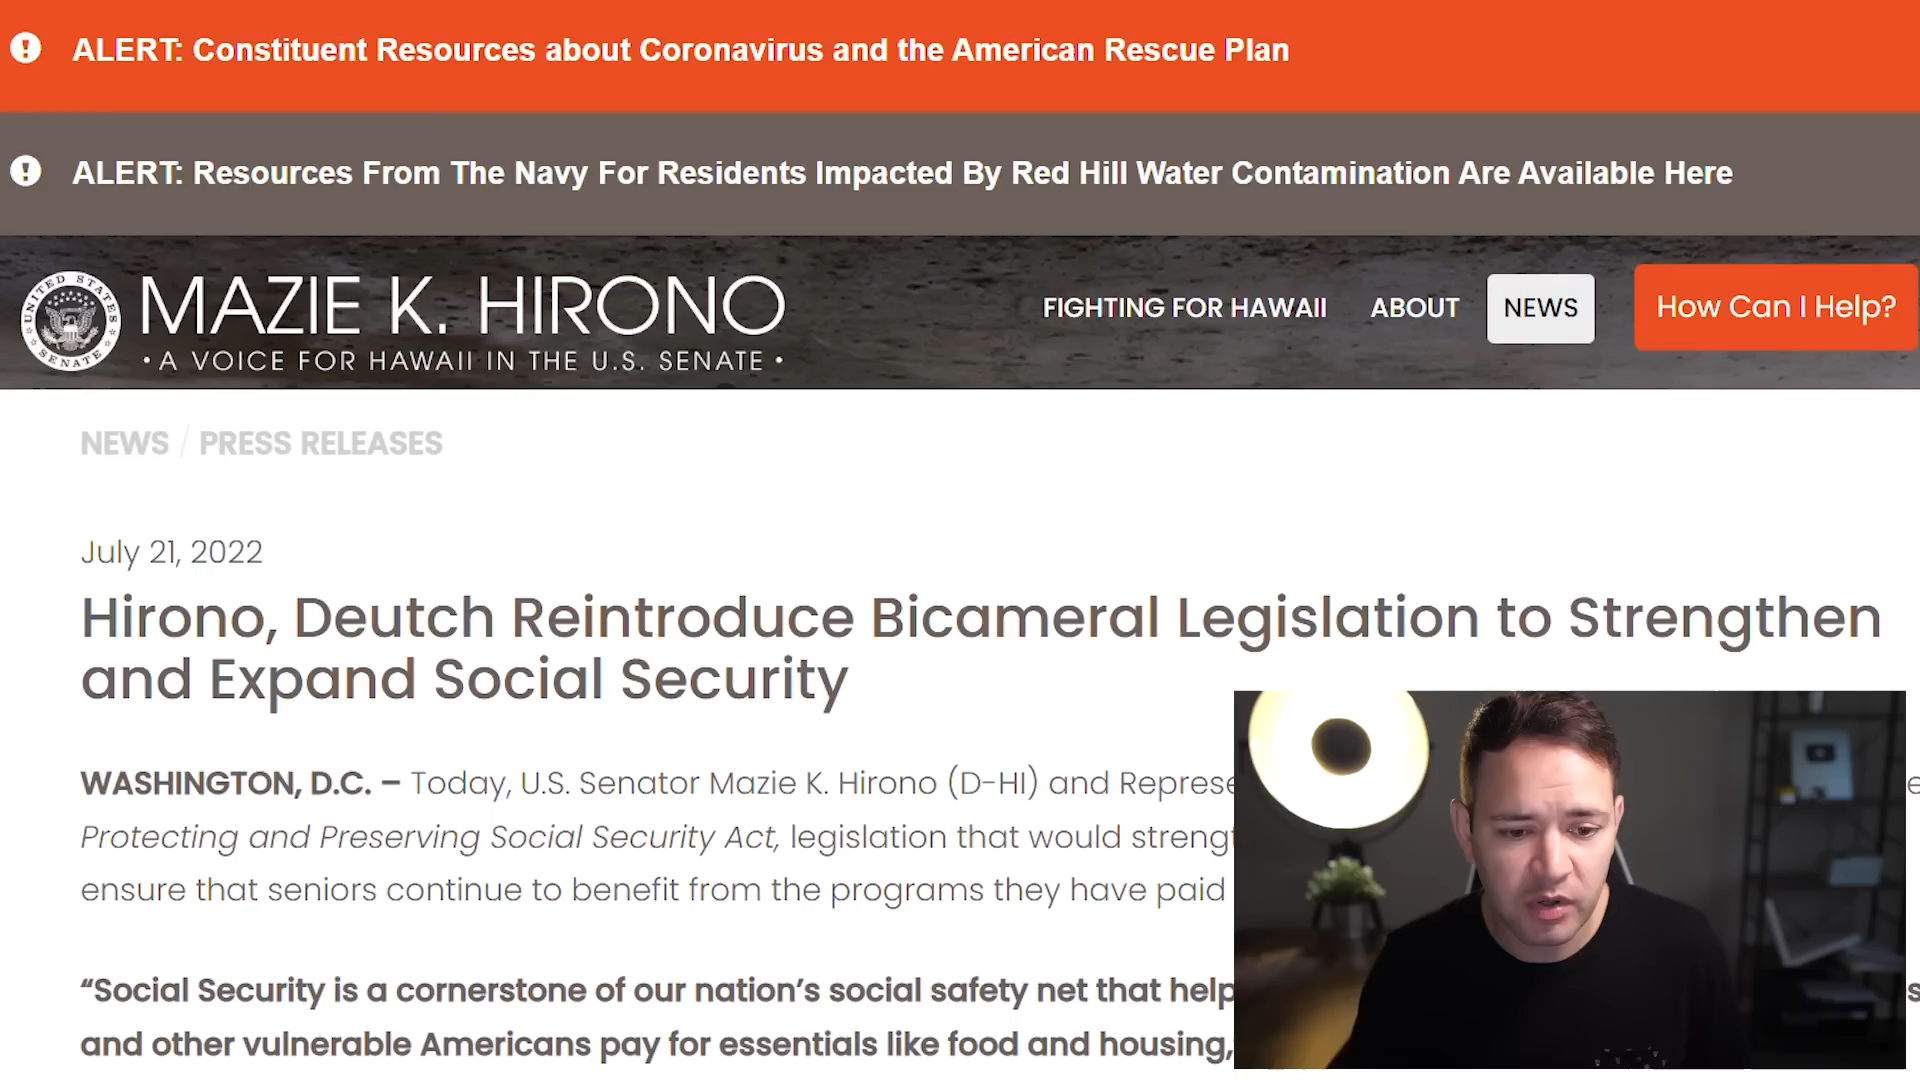 ALERT: Constituent Resources about Coronavirus and the American Rescue Plan
ALERT: Resources From The Navy For Residents Impacted By Red Hill Water Contamination Are Available Here
UNITED STATES SENATE
MAZIE K. HIRONO
• A VOICE FOR HAWAII IN THE U.S. SENATE •
FIGHTING FOR HAWAII ABOUT NEWS How Can I Help?
NEWS / PRESS RELEASES
July 21, 2022
Hirono, Deutch Reintroduce Bicameral Legislation to Strengthen
and Expand Social Security
WASHINGTON, D.C. – Today, U.S. Senator Mazie K. Hirono (D-HI) and
Protecting and Preserving Social Security Act, legislation that would
ensure that seniors continue to benefit from the programs they have paid
“Social Security is a cornerstone of our nation’s social safety net that
and other vulnerable Americans pay for essentials like food and housing,